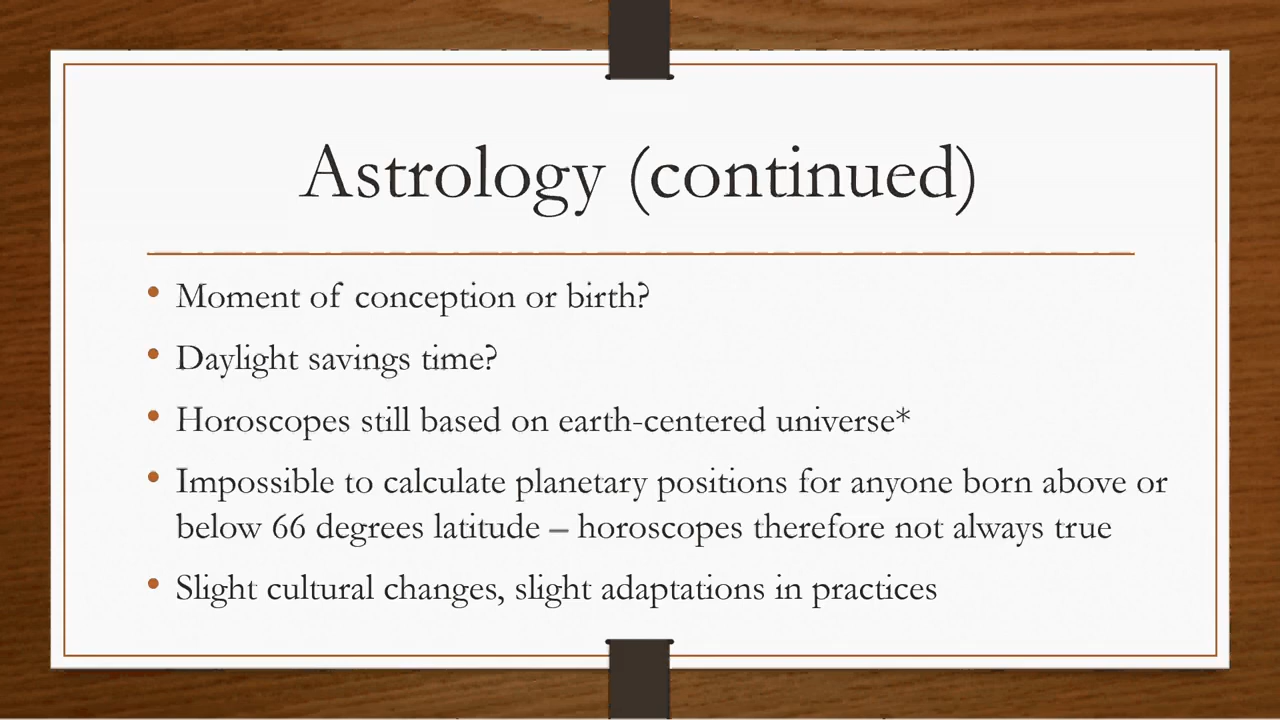 Astrology (continued)
• Moment of conception or birth?
• Daylight savings time?
• Horoscopes still based on earth-centered universe*
• Impossible to calculate planetary positions for anyone born above or
below 66 degrees latitude – horoscopes therefore not always true
• Slight cultural changes, slight adaptations in practices